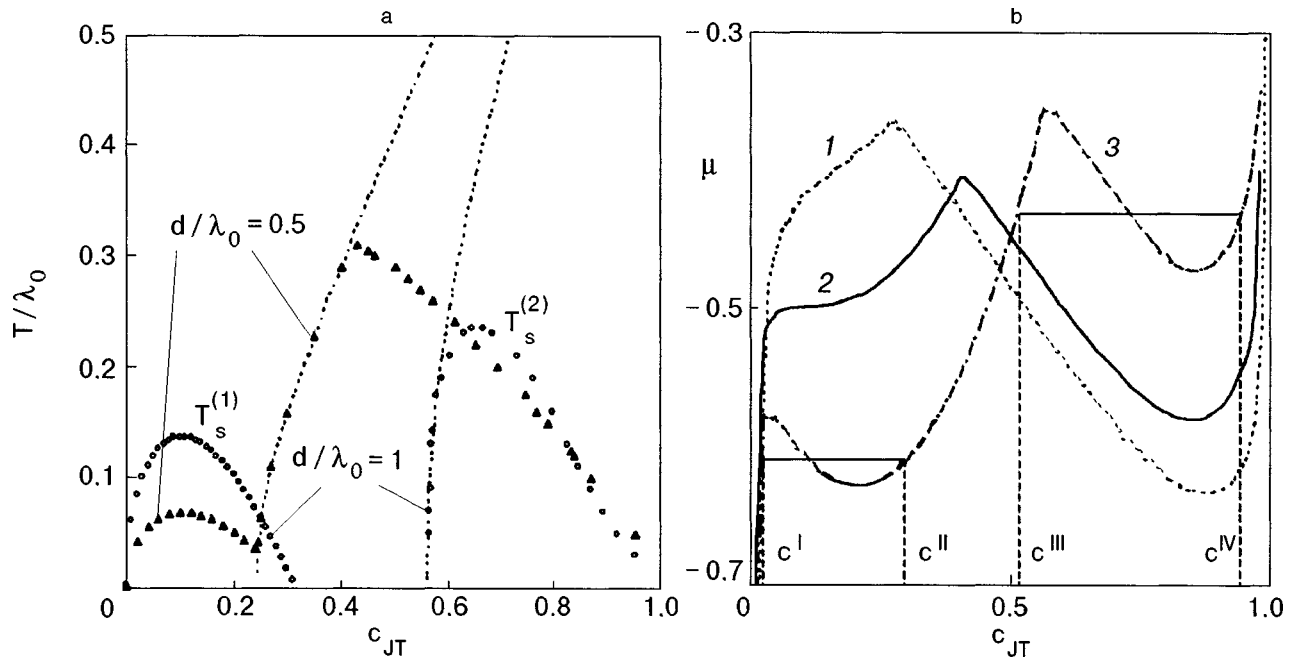 a
0.5
0.4
0.3
0.2
0.1
0
T/λ₀
d/λ₀ = 0.5
T_s^(1)
d/λ₀ = 1
T_s^(2)
0 0.2 0.4 0.6 0.8 1.0
c_JT
b
−0.3
μ
−0.5
−0.7
1
2
3
c^I
c^II
c^III
c^IV
0 0.5 1.0
c_JT